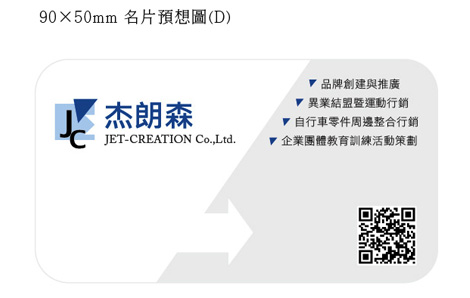 90×50mm 名片預想圖(D)
杰朗森
JET-CREATION Co.,Ltd.
JC
品牌創建與推廣
異業結盟暨運動行銷
自行車零件周邊整合行銷
企業團體教育訓練活動策劃